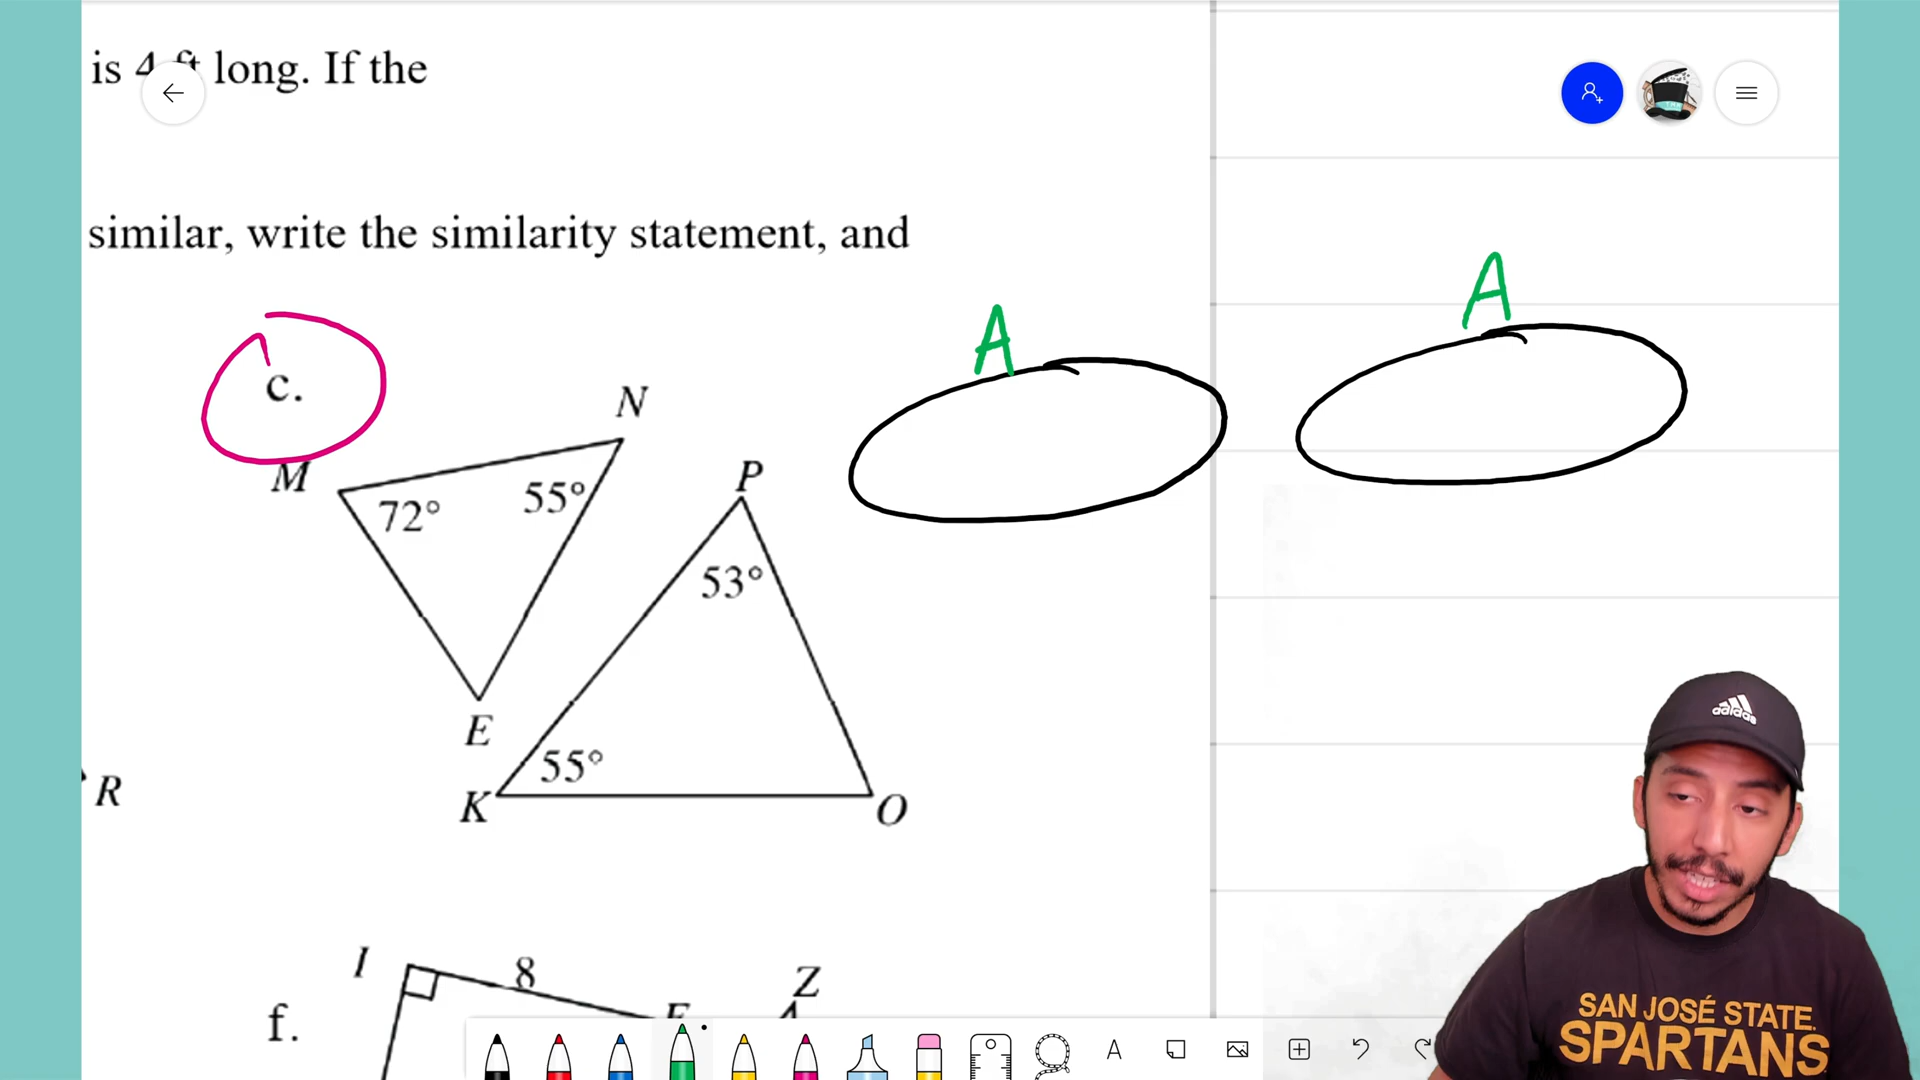 is 4 ft long. If the
similar, write the similarity statement, and
A
A
c.
N
M
P
72°
55°
53°
E
55°
R
K
O
I
8
Z
f.
A
adidas
SAN JOSÉ STATE.
SPARTANS